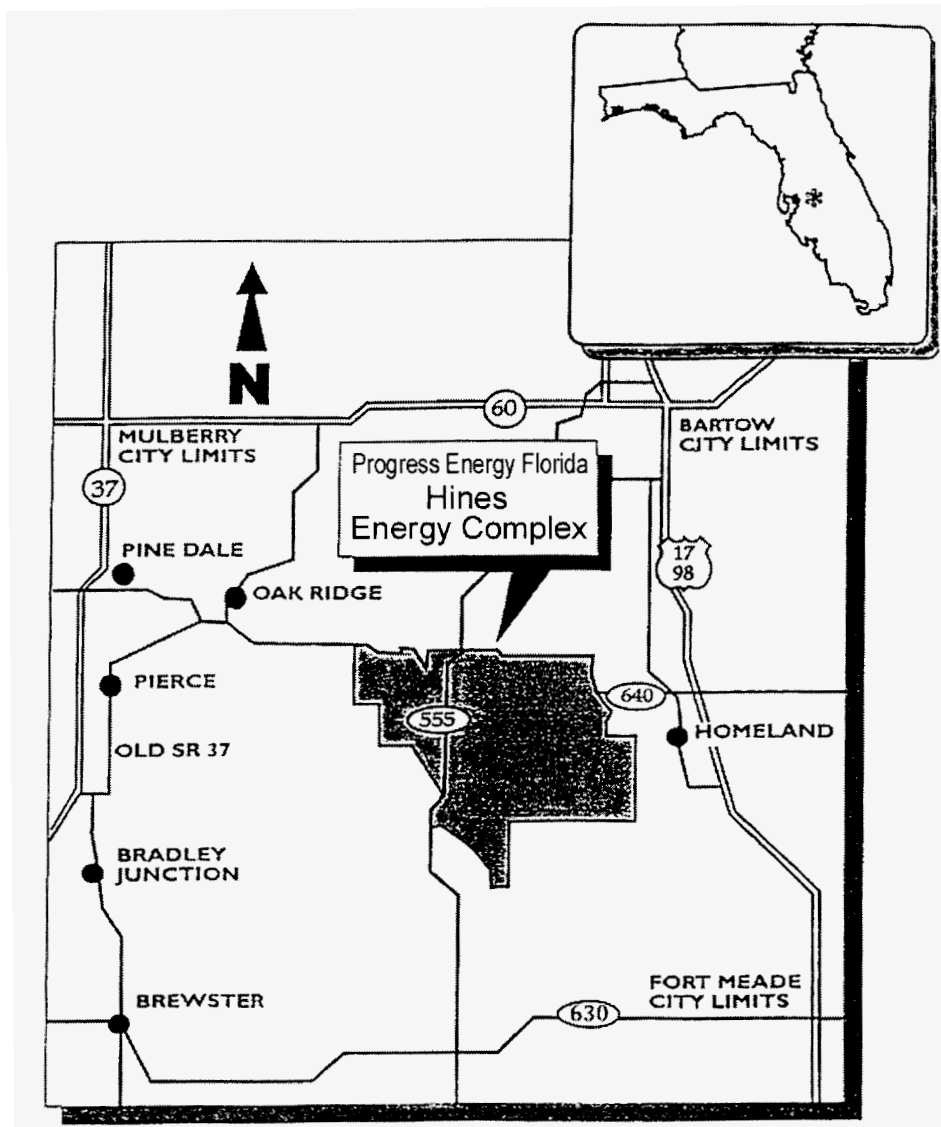 N
60
MULBERRY
CITY LIMITS
BARTOW
CITY LIMITS
Progress Energy Florida
Hines
Energy Complex
37
17
98
PINE DALE
OAK RIDGE
PIERCE
640
555
HOMELAND
OLD SR 37
BRADLEY
JUNCTION
FORT MEADE
CITY LIMITS
BREWSTER
630